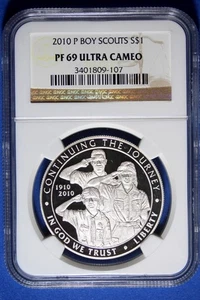 2010 P BOY SCOUTS S$1
PF 69 ULTRA CAMEO
3401809-107
CONTINUING THE JOURNEY
1910
2010
IN GOD WE TRUST • LIBERTY